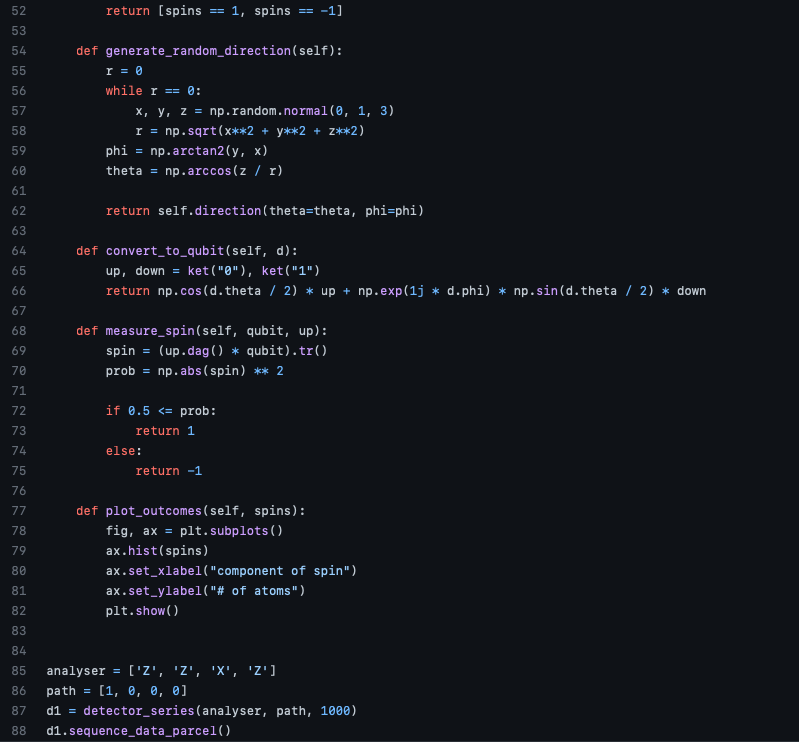 52 return [spins == 1, spins == -1]
53
54 def generate_random_direction(self):
55 r = 0
56 while r == 0:
57 x, y, z = np.random.normal(0, 1, 3)
58 r = np.sqrt(x**2 + y**2 + z**2)
59 phi = np.arctan2(y, x)
60 theta = np.arccos(z / r)
61
62 return self.direction(theta=theta, phi=phi)
63
64 def convert_to_qubit(self, d):
65 up, down = ket("0"), ket("1")
66 return np.cos(d.theta / 2) * up + np.exp(1j * d.phi) * np.sin(d.theta / 2) * down
67
68 def measure_spin(self, qubit, up):
69 spin = (up.dag() * qubit).tr()
70 prob = np.abs(spin) ** 2
71
72 if 0.5 <= prob:
73 return 1
74 else:
75 return -1
76
77 def plot_outcomes(self, spins):
78 fig, ax = plt.subplots()
79 ax.hist(spins)
80 ax.set_xlabel("component of spin")
81 ax.set_ylabel("# of atoms")
82 plt.show()
83
84
85 analyser = ['Z', 'Z', 'X', 'Z']
86 path = [1, 0, 0, 0]
87 d1 = detector_series(analyser, path, 1000)
88 d1.sequence_data_parcel()